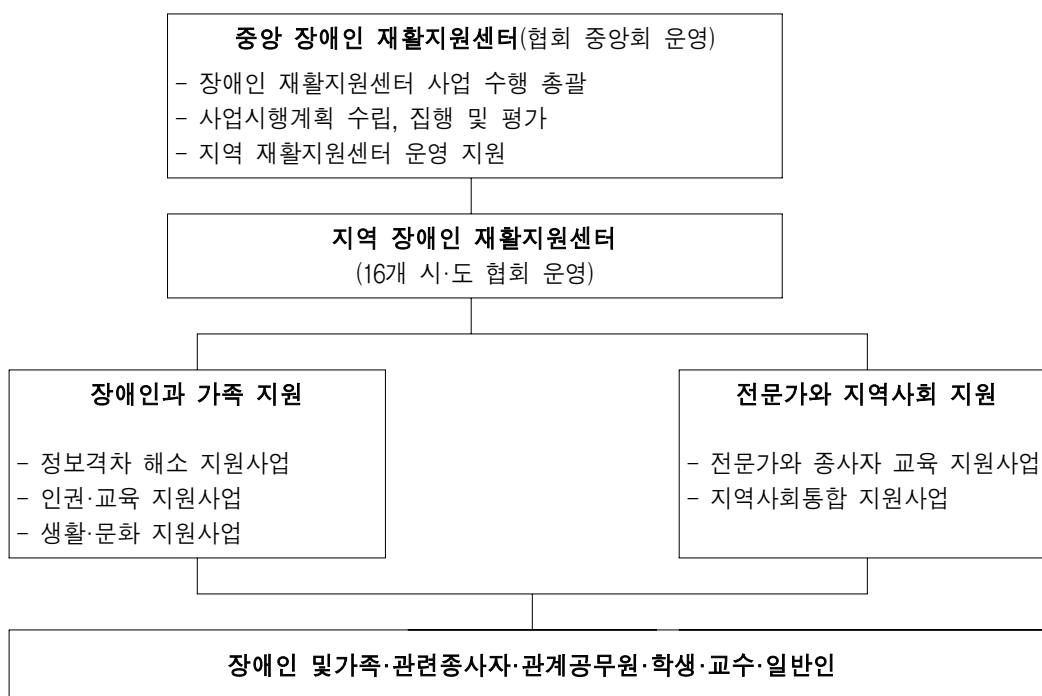 중앙 장애인 재활지원센터(협회 중앙회 운영)
- 장애인 재활지원센터 사업 수행 총괄
- 사업시행계획 수립, 집행 및 평가
- 지역 재활지원센터 운영 지원
지역 장애인 재활지원센터
(16개 시·도 협회 운영)
장애인과 가족 지원
- 정보격차 해소 지원사업
- 인권·교육 지원사업
- 생활·문화 지원사업
전문가와 지역사회 지원
- 전문가와 종사자 교육 지원사업
- 지역사회통합 지원사업
장애인 및가족·관련종사자·관계공무원·학생·교수·일반인